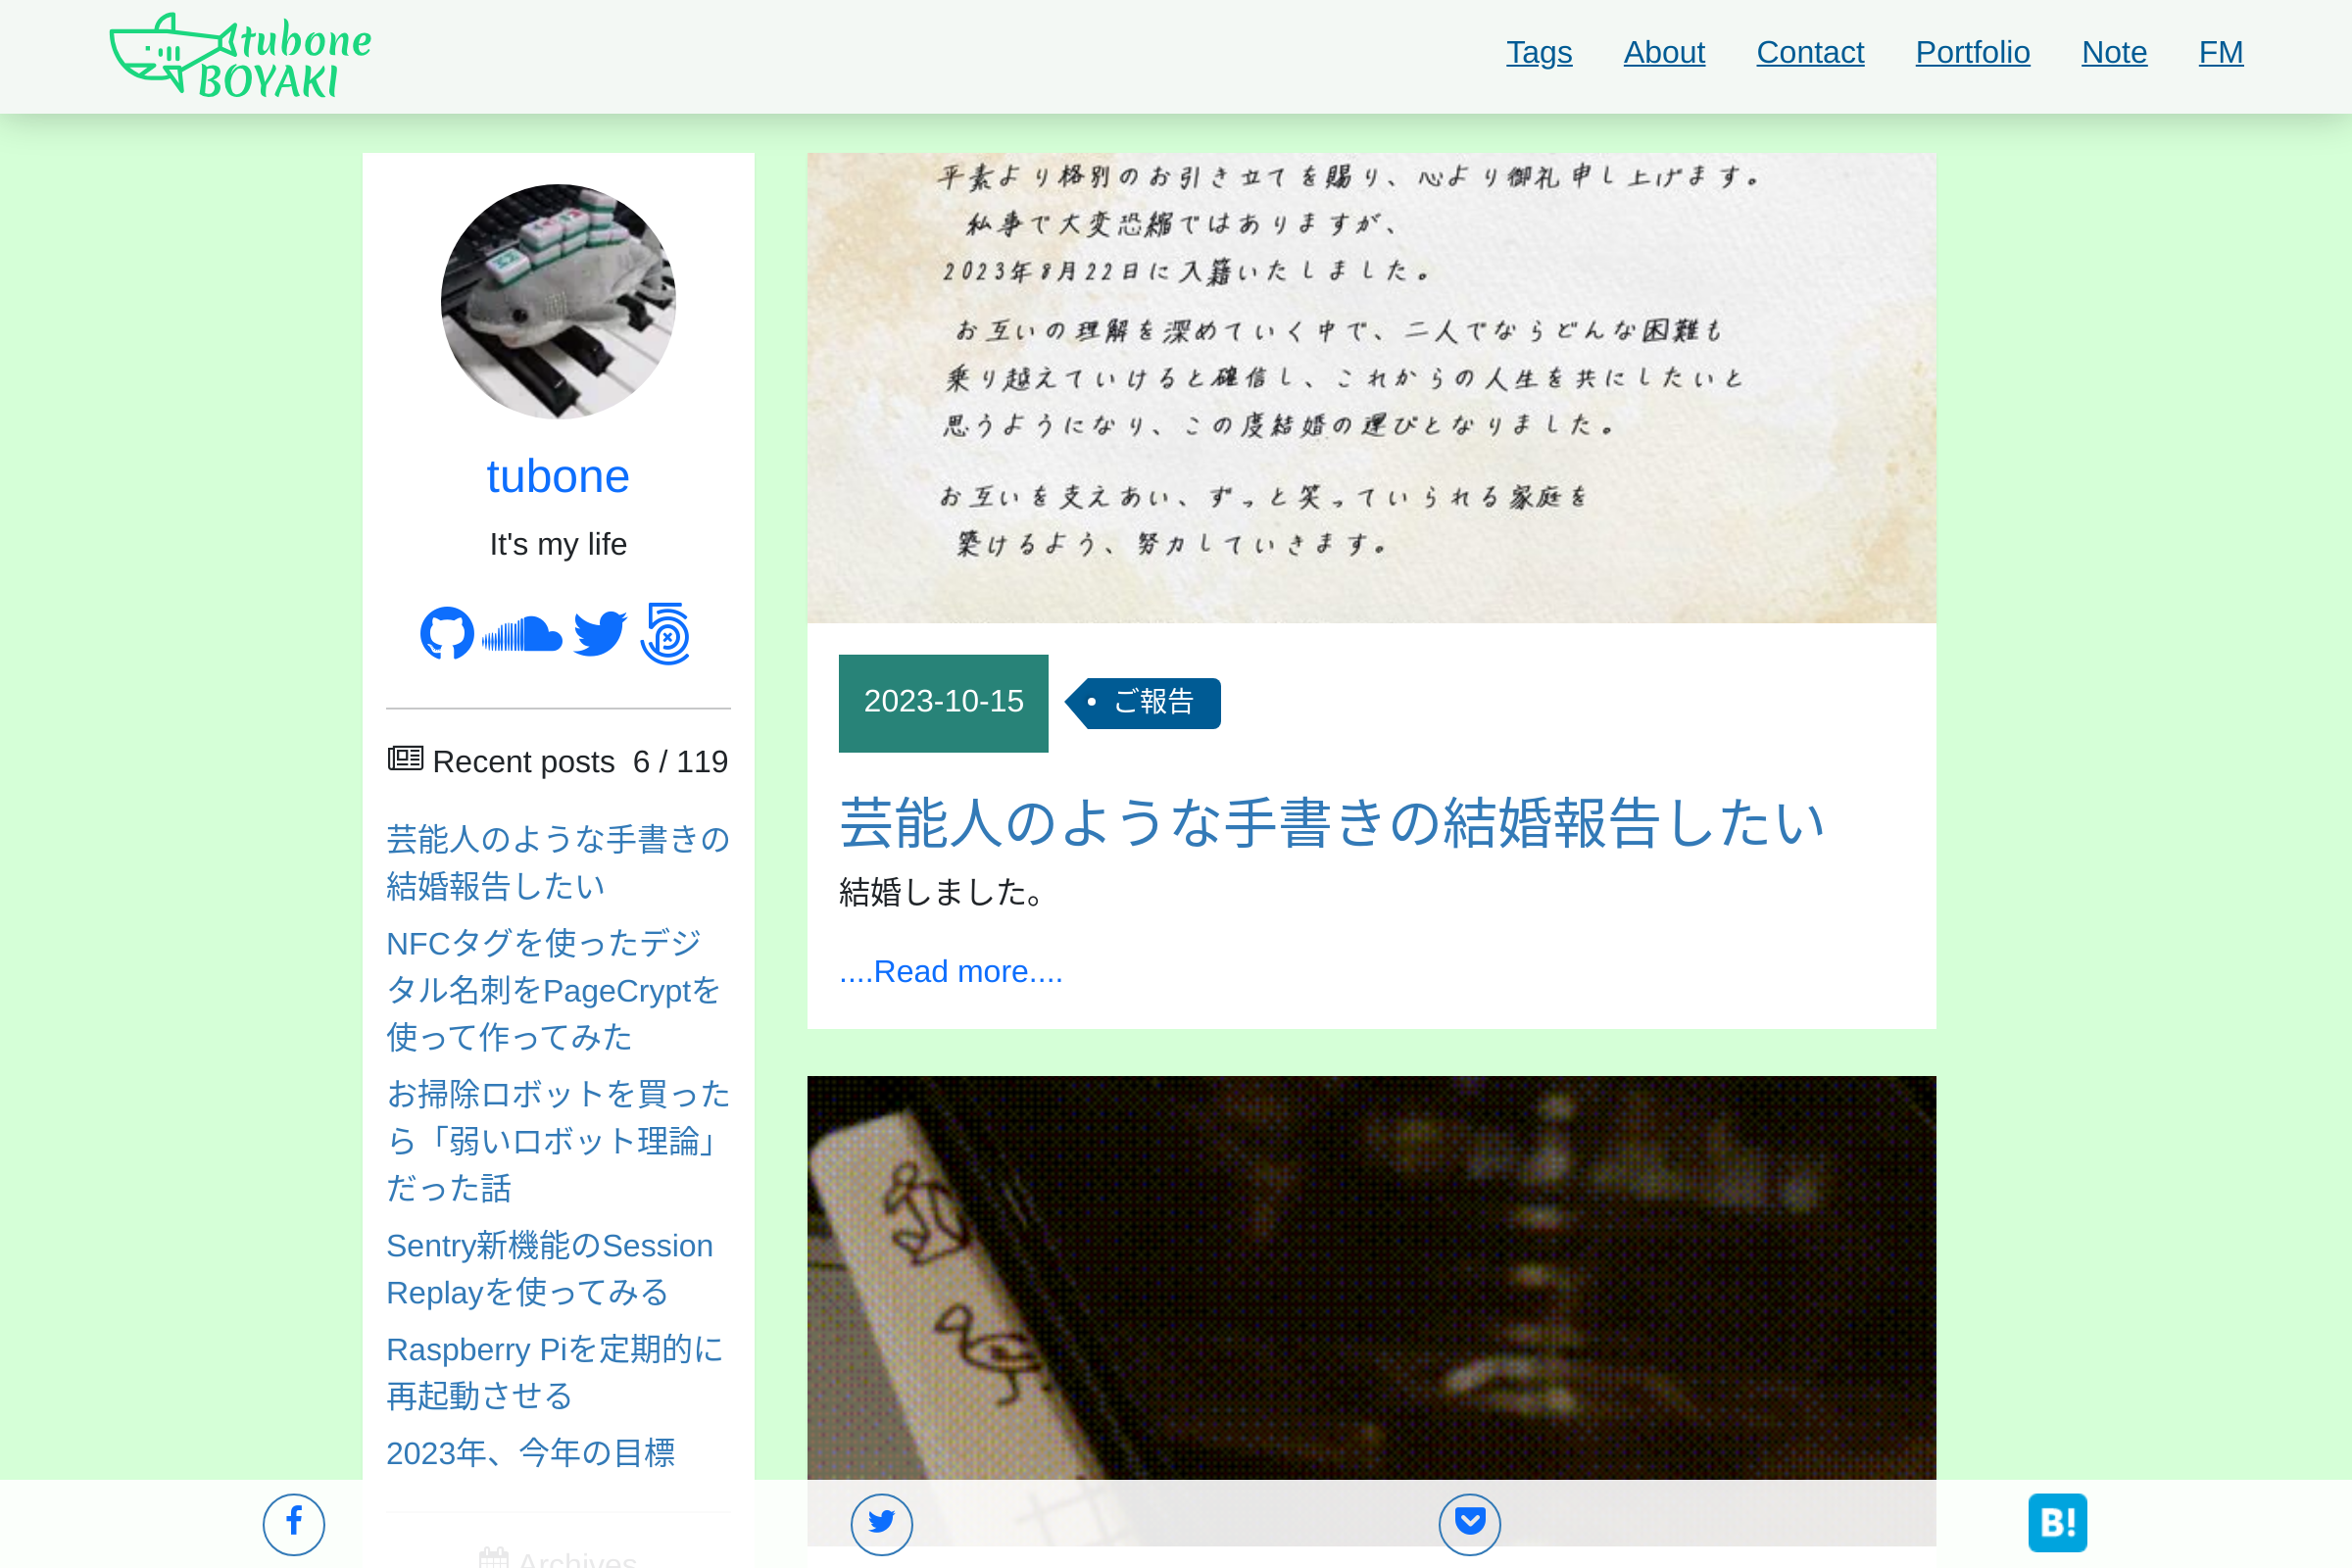 tubone
BOYAKI
Tags About Contact Portfolio Note FM
tubone
It's my life
Recent posts 6 / 119
芸能人のような手書きの
結婚報告したい
NFCタグを使ったデジ
タル名刺をPageCryptを
使って作ってみた
お掃除ロボットを買った
ら「弱いロボット理論」
だった話
Sentry新機能のSession
Replayを使ってみる
Raspberry Piを定期的に
再起動させる
2023年、今年の目標
Archives
平素より格別のお引き立てを賜り、心より御礼申し上げます。
私事で大変恐縮ではありますが、
2023年8月22日に入籍いたしました。
お互いの理解を深めていく中で、二人でならどんな困難も
乗り越えていけると確信し、これからの人生を共にしたいと
思うようになり、この度結婚の運びとなりました。
お互いを支えあい、ずっと笑っていられる家庭を
築けるよう、努力していきます。
2023-10-15
ご報告
芸能人のような手書きの結婚報告したい
結婚しました。
....Read more....
B!